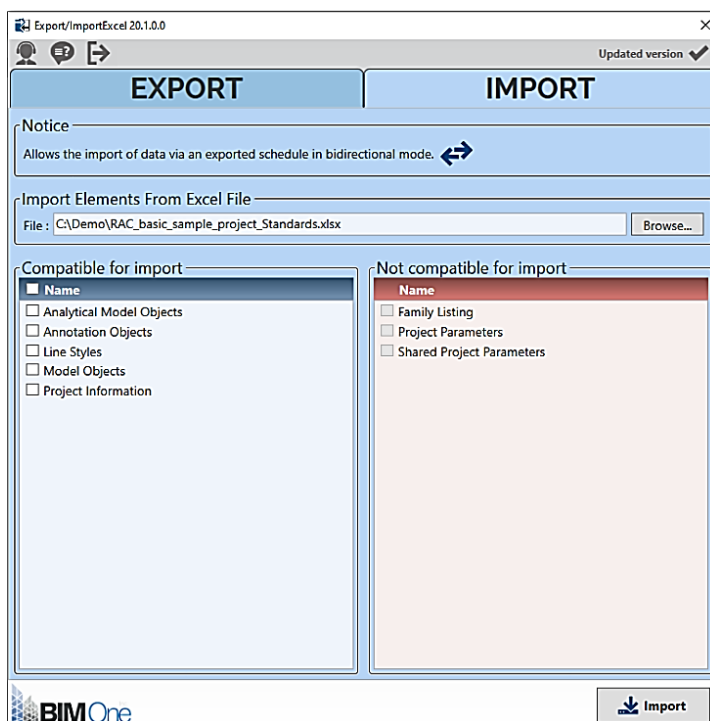 Export/ImportExcel 20.1.0.0
Updated version
EXPORT
IMPORT
Notice
Allows the import of data via an exported schedule in bidirectional mode.
Import Elements From Excel File
File : C:\Demo\RAC_basic_sample_project_Standards.xlsx Browse...
Compatible for import
Name
Analytical Model Objects
Annotation Objects
Line Styles
Model Objects
Project Information
Not compatible for import
Name
Family Listing
Project Parameters
Shared Project Parameters
BIMOne
Import